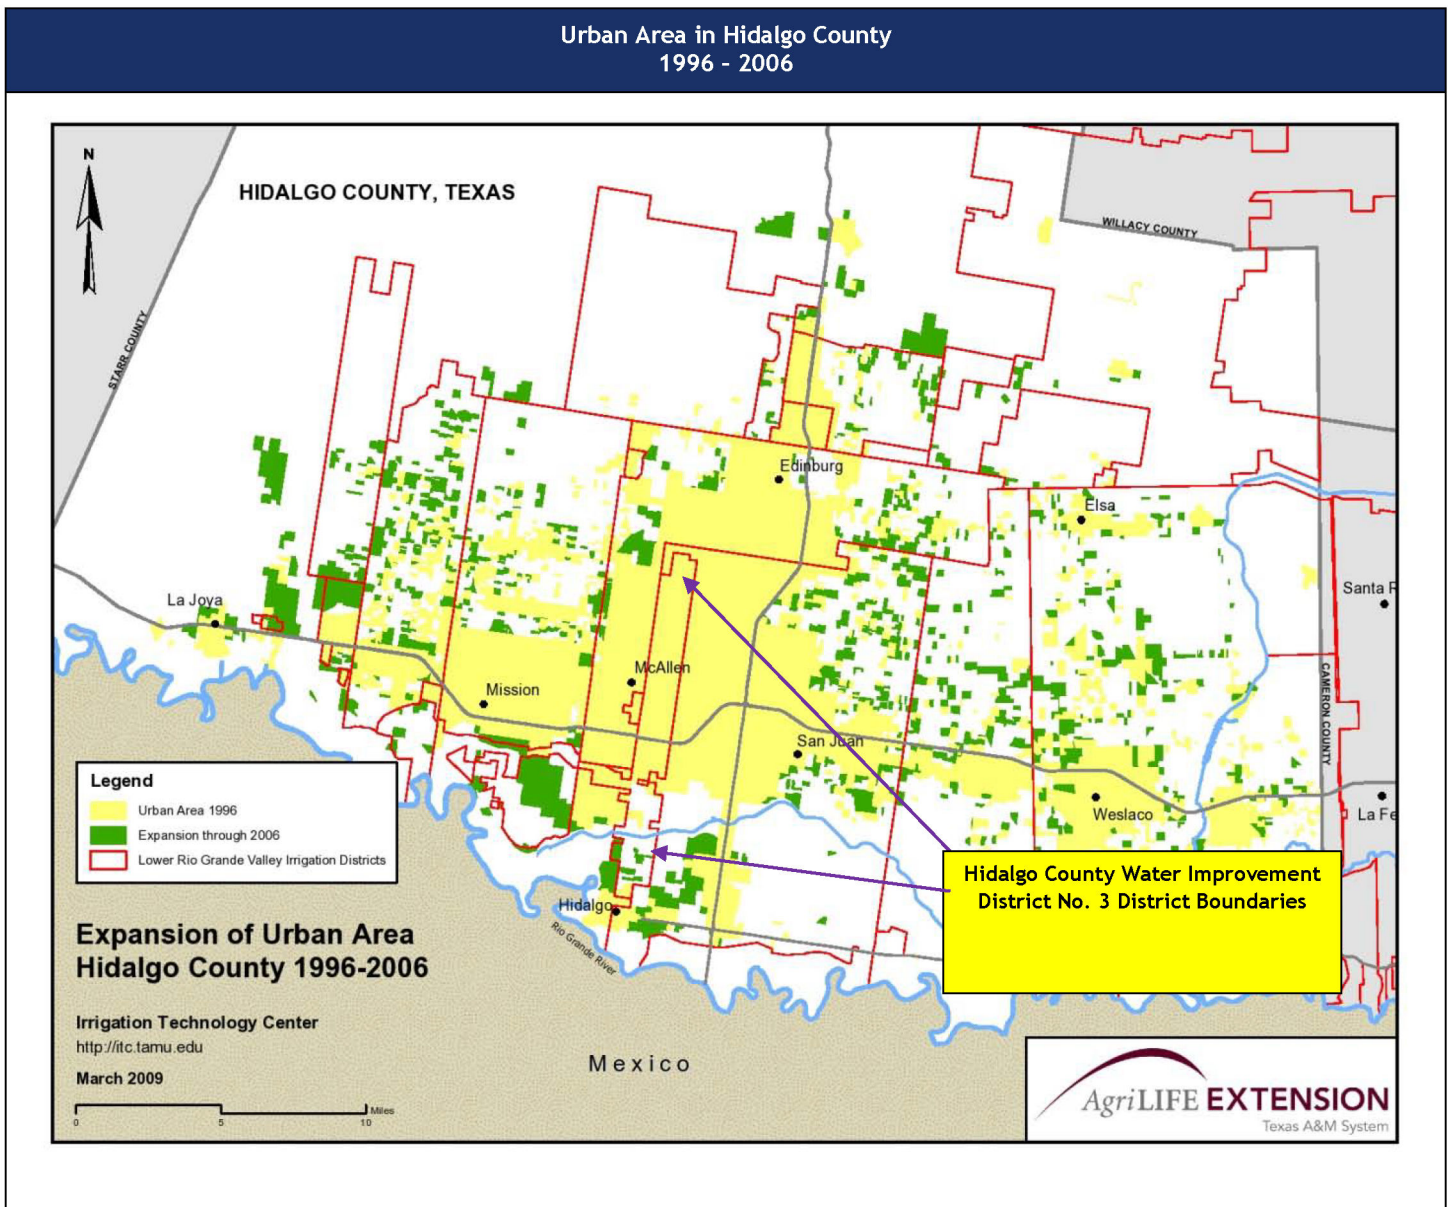 Urban Area in Hidalgo County
1996 - 2006
N
HIDALGO COUNTY, TEXAS
WILLACY COUNTY
STARR COUNTY
Edinburg
Elsa
Santa R
La Joya
McAllen
Mission
CAMERON COUNTY
San Juan
Weslaco
La Fe
Legend
Urban Area 1996
Expansion through 2006
Lower Rio Grande Valley Irrigation Districts
Hidalgo County Water Improvement
District No. 3 District Boundaries
Hidalgo
Rio Grande River
Expansion of Urban Area
Hidalgo County 1996-2006
Irrigation Technology Center
http://itc.tamu.edu
March 2009
Mexico
Miles
0 5 10
AgriLIFE EXTENSION
Texas A&M System